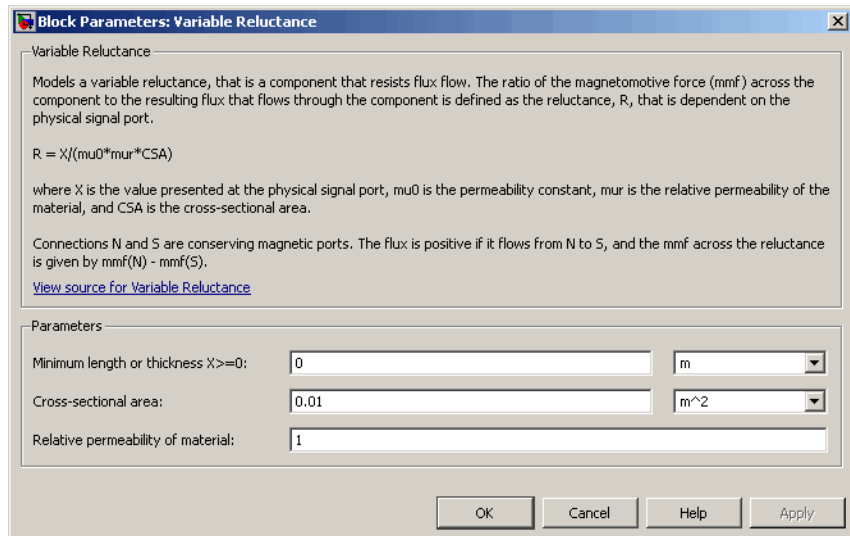 Block Parameters: Variable Reluctance
Variable Reluctance
Models a variable reluctance, that is a component that resists flux flow. The ratio of the magnetomotive force (mmf) across the
component to the resulting flux that flows through the component is defined as the reluctance, R, that is dependent on the
physical signal port.
R = X/(mu0*mur*CSA)
where X is the value presented at the physical signal port, mu0 is the permeability constant, mur is the relative permeability of the
material, and CSA is the cross-sectional area.
Connections N and S are conserving magnetic ports. The flux is positive if it flows from N to S, and the mmf across the reluctance
is given by mmf(N) - mmf(S).
View source for Variable Reluctance
Parameters
Minimum length or thickness X>=0: 0 m
Cross-sectional area: 0.01 m^2
Relative permeability of material: 1
OK Cancel Help Apply